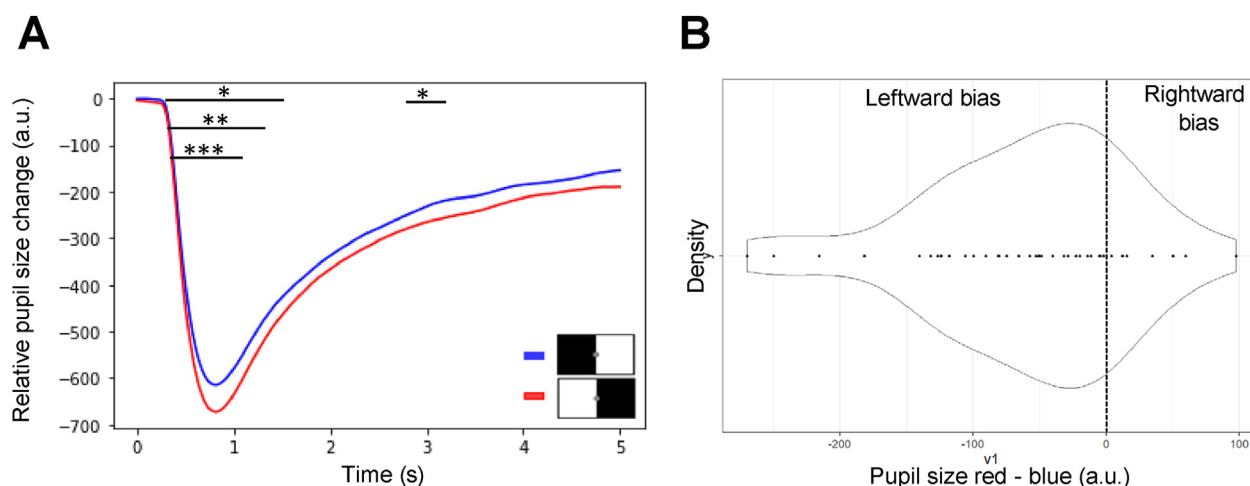 A
Relative pupil size change (a.u.)
0
−100
−200
−300
−400
−500
−600
−700
*
**
***
*
0
1
2
3
4
5
Time (s)
B
Leftward bias
Rightward
bias
Density
y
-200
-100
0
100
v1
Pupil size red - blue (a.u.)